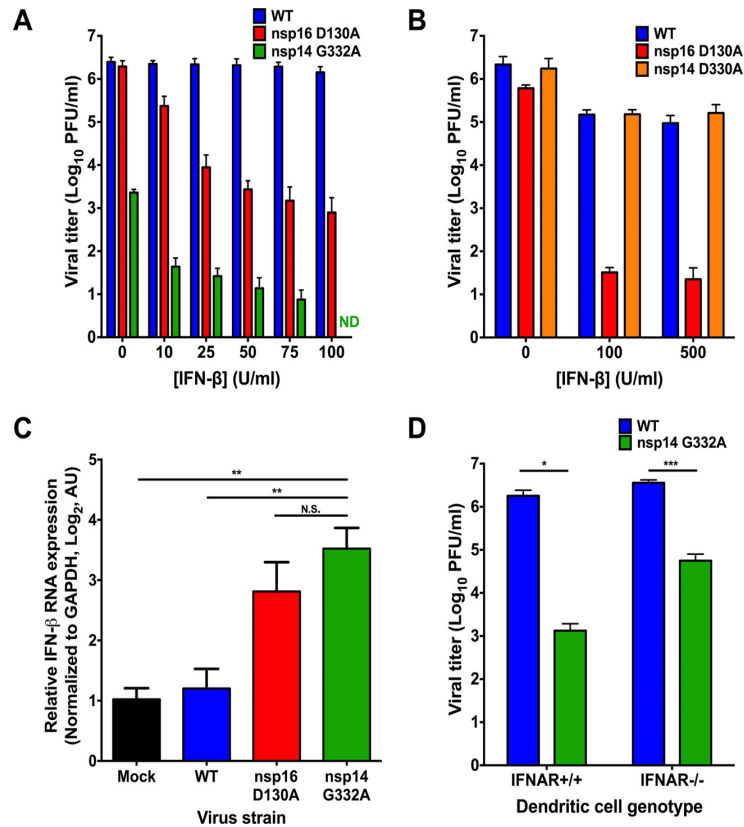 A
WT
nsp16 D130A
nsp14 G332A
Viral titer (Log10 PFU/ml)
7
6
5
4
3
2
1
0
ND
0 10 25 50 75 100
[IFN-β] (U/ml)
B
WT
nsp16 D130A
nsp14 D330A
Viral titer (Log10 PFU/ml)
7
6
5
4
3
2
1
0
0 100 500
[IFN-β] (U/ml)
C
Relative IFN-β RNA expression
(Normalized to GAPDH, Log2, AU)
5
4
3
2
1
0
**
**
N.S.
Mock WT nsp16 nsp14
D130A G332A
Virus strain
D
WT
nsp14 G332A
Viral titer (Log10 PFU/ml)
7
6
5
4
3
2
1
0
* ***
IFNAR+/+ IFNAR-/-
Dendritic cell genotype